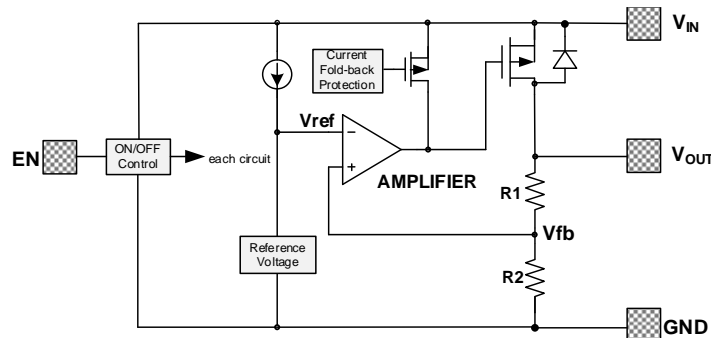 VIN
Current
Fold-back
Protection
Vref
−
+
AMPLIFIER
EN
ON/OFF
Control
each circuit
VOUT
R1
Vfb
Reference
Voltage
R2
GND